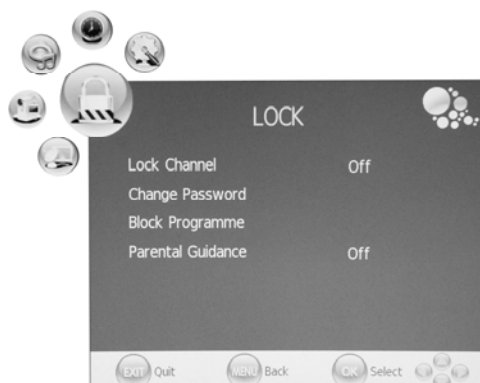 LOCK
Lock Channel Off
Change Password
Block Programme
Parental Guidance Off
EXIT Quit MENU Back OK Select